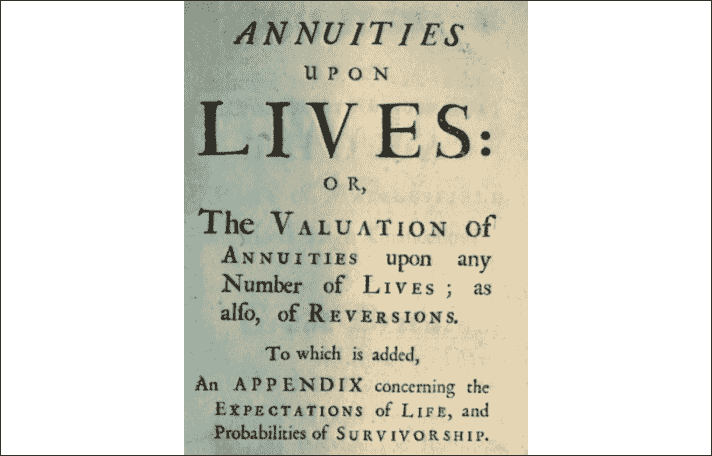 ANNUITIES
UPON
LIVES:
OR,
The VALUATION of
ANNUITIES upon any
Number of LIVES; as
alſo, of REVERSIONS.
To which is added,
An APPENDIX concerning the
EXPECTATIONS of LIFE, and
Probabilities of SURVIVORSHIP.